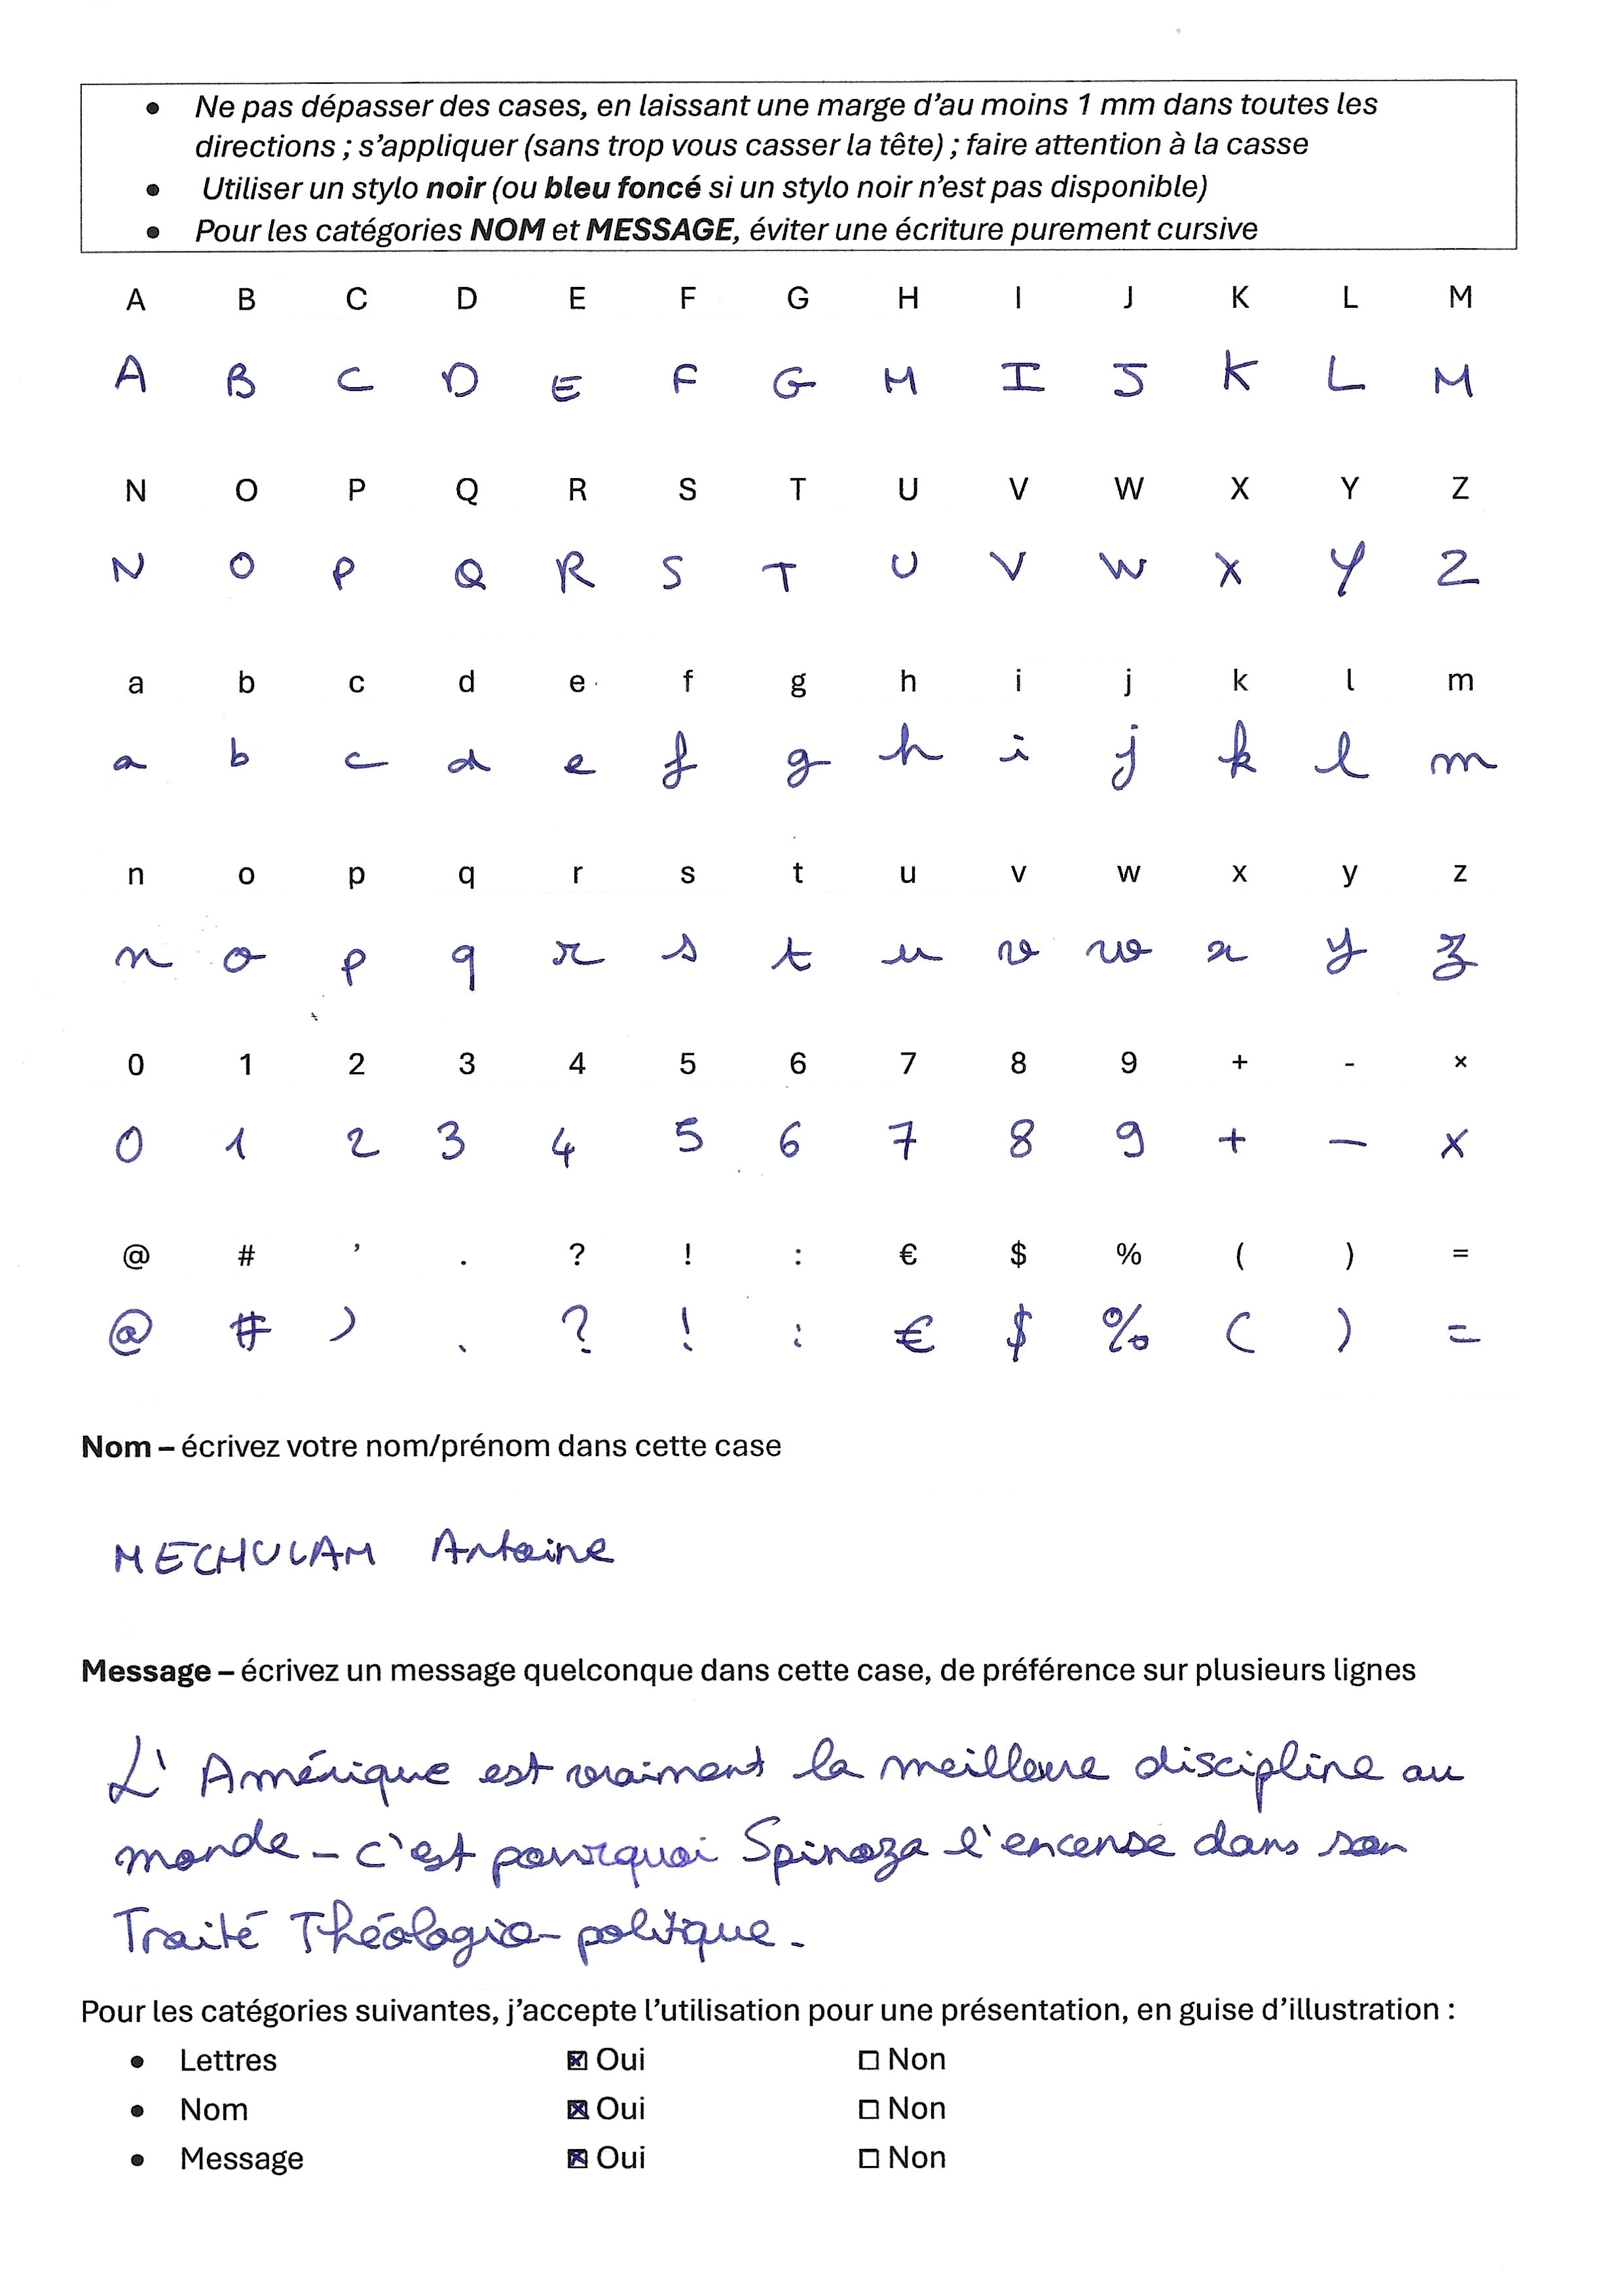 • Ne pas dépasser des cases, en laissant une marge d’au moins 1 mm dans toutes les
directions ; s’appliquer (sans trop vous casser la tête) ; faire attention à la casse
• Utiliser un stylo noir (ou bleu foncé si un stylo noir n’est pas disponible)
• Pour les catégories NOM et MESSAGE, éviter une écriture purement cursive
A B C D E F G H I J K L M
A B C D E F G H I J K L M
N O P Q R S T U V W X Y Z
N O P Q R S T U V W X Y Z
a b c d e f g h i j k l m
a b c d e f g h i j k l m
n o p q r s t u v w x y z
n o p q r s t u v w x y z
0 1 2 3 4 5 6 7 8 9 + - ×
0 1 2 3 4 5 6 7 8 9 + - ×
@ # ’ . ? ! : € $ % ( ) =
@ # ’ . ? ! : € $ % ( ) =
Nom – écrivez votre nom/prénom dans cette case
MECHULAM Antoine
Message – écrivez un message quelconque dans cette case, de préférence sur plusieurs lignes
L' Amérique est vraiment la meilleure discipline au
monde - c'est pourquoi Spinoza l'encense dans son
Traité Théologico-politique.
Pour les catégories suivantes, j’accepte l’utilisation pour une présentation, en guise d’illustration :
• Lettres ☒ Oui ☐ Non
• Nom ☒ Oui ☐ Non
• Message ☒ Oui ☐ Non